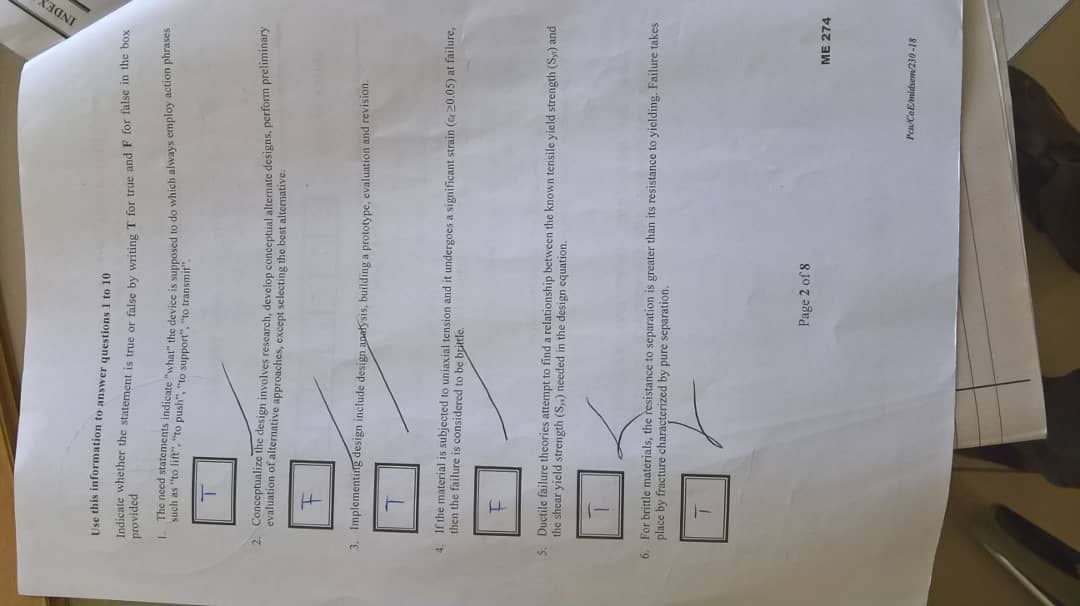 INDEX
Use this information to answer questions 1 to 10
Indicate whether the statement is true or false by writing T for true and F for false in the box
provided
1. The need statements indicate "what" the device is supposed to do which always employ action phrases
such as "to lift", "to push", "to support", "to transmit".
T
2. Conceptualize the design involves research, develop conceptual alternate designs, perform preliminary
evaluation of alternative approaches, except selecting the best alternative.
F
3. Implementing design include design analysis, building a prototype, evaluation and revision.
T
4. If the material is subjected to uniaxial tension and it undergoes a significant strain (εf ≥0.05) at failure,
then the failure is considered to be brittle.
F
5. Ductile failure theories attempt to find a relationship between the known tensile yield strength (Syt) and
the shear yield strength (Sys) needed in the design equation.
T
6. For brittle materials, the resistance to separation is greater than its resistance to yielding. Failure takes
place by fracture characterized by pure separation.
T
Page 2 of 8
ME 274
Pcu/CoE/midsem/230-18